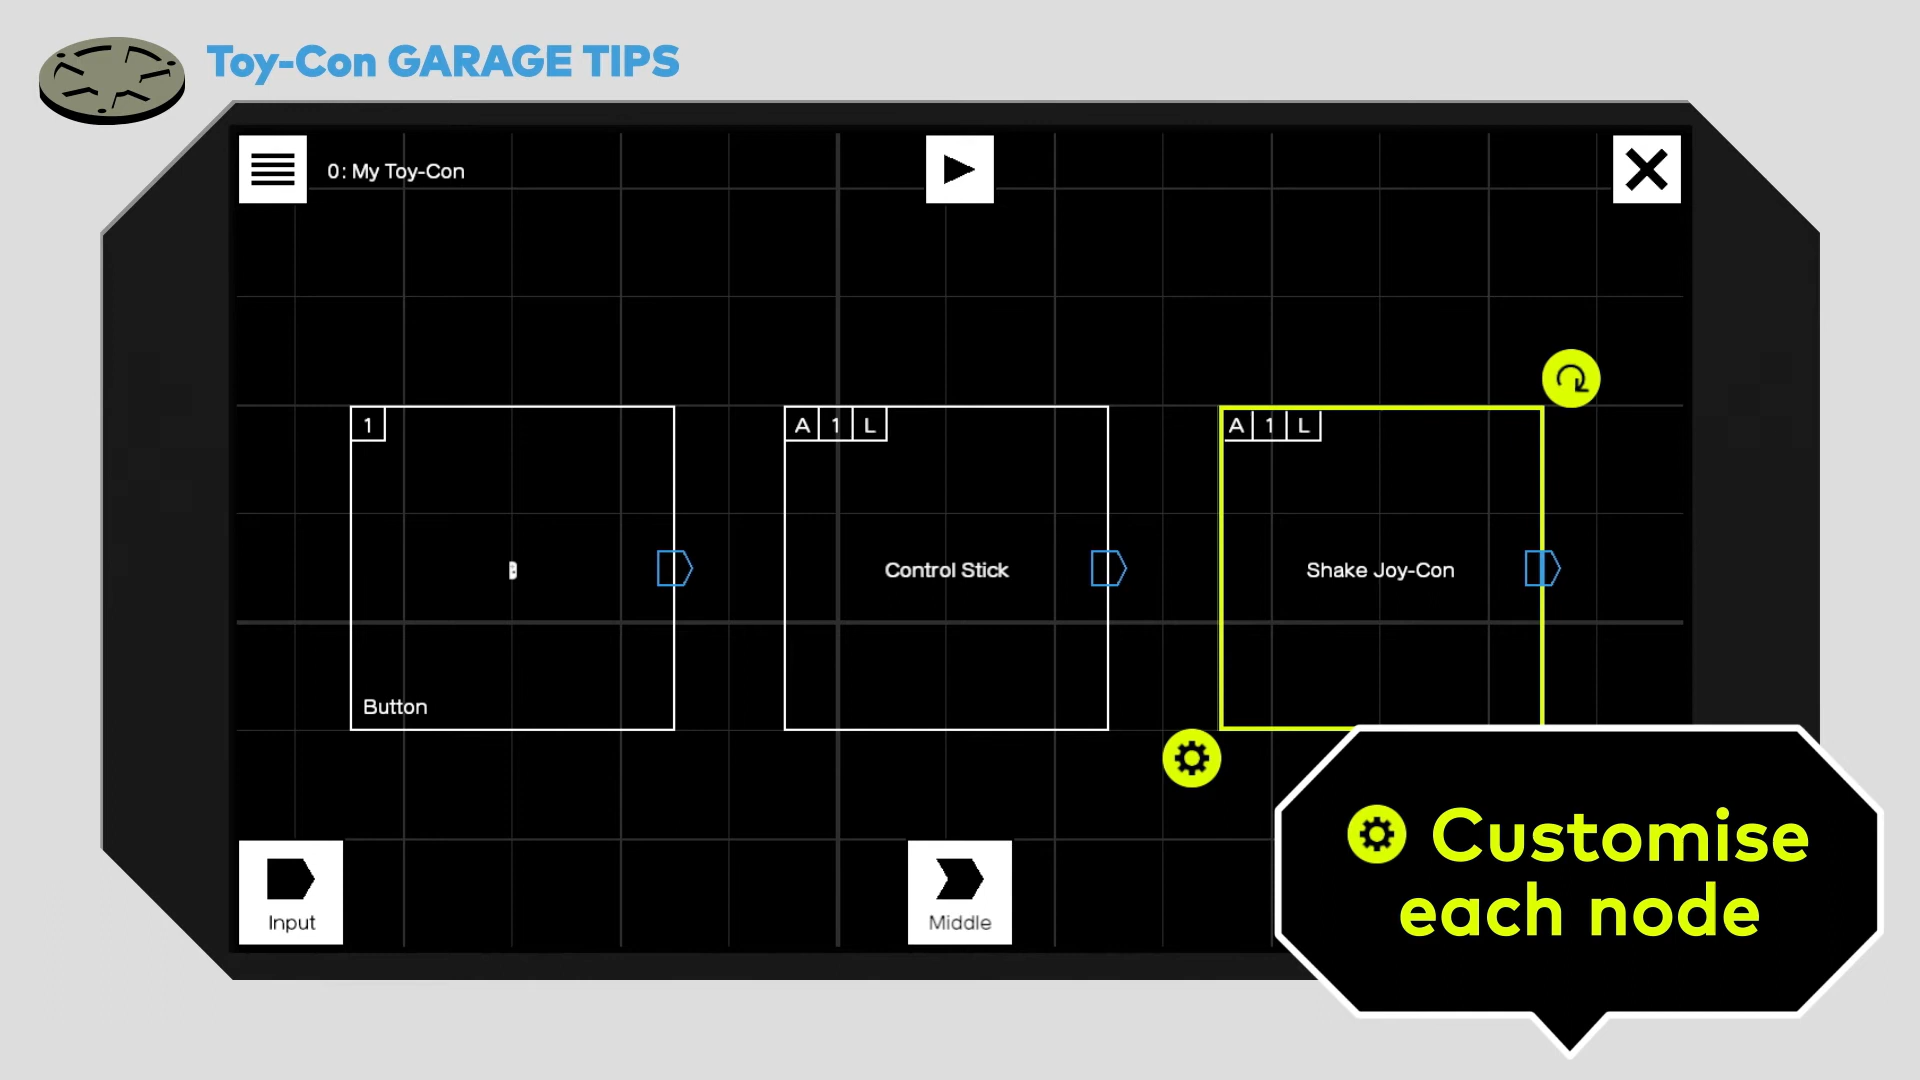 Toy-Con GARAGE TIPS
0: My Toy-Con
1
B
Button
A 1 L
Control Stick
A 1 L
Shake Joy-Con
Input
Middle
Customise
each node